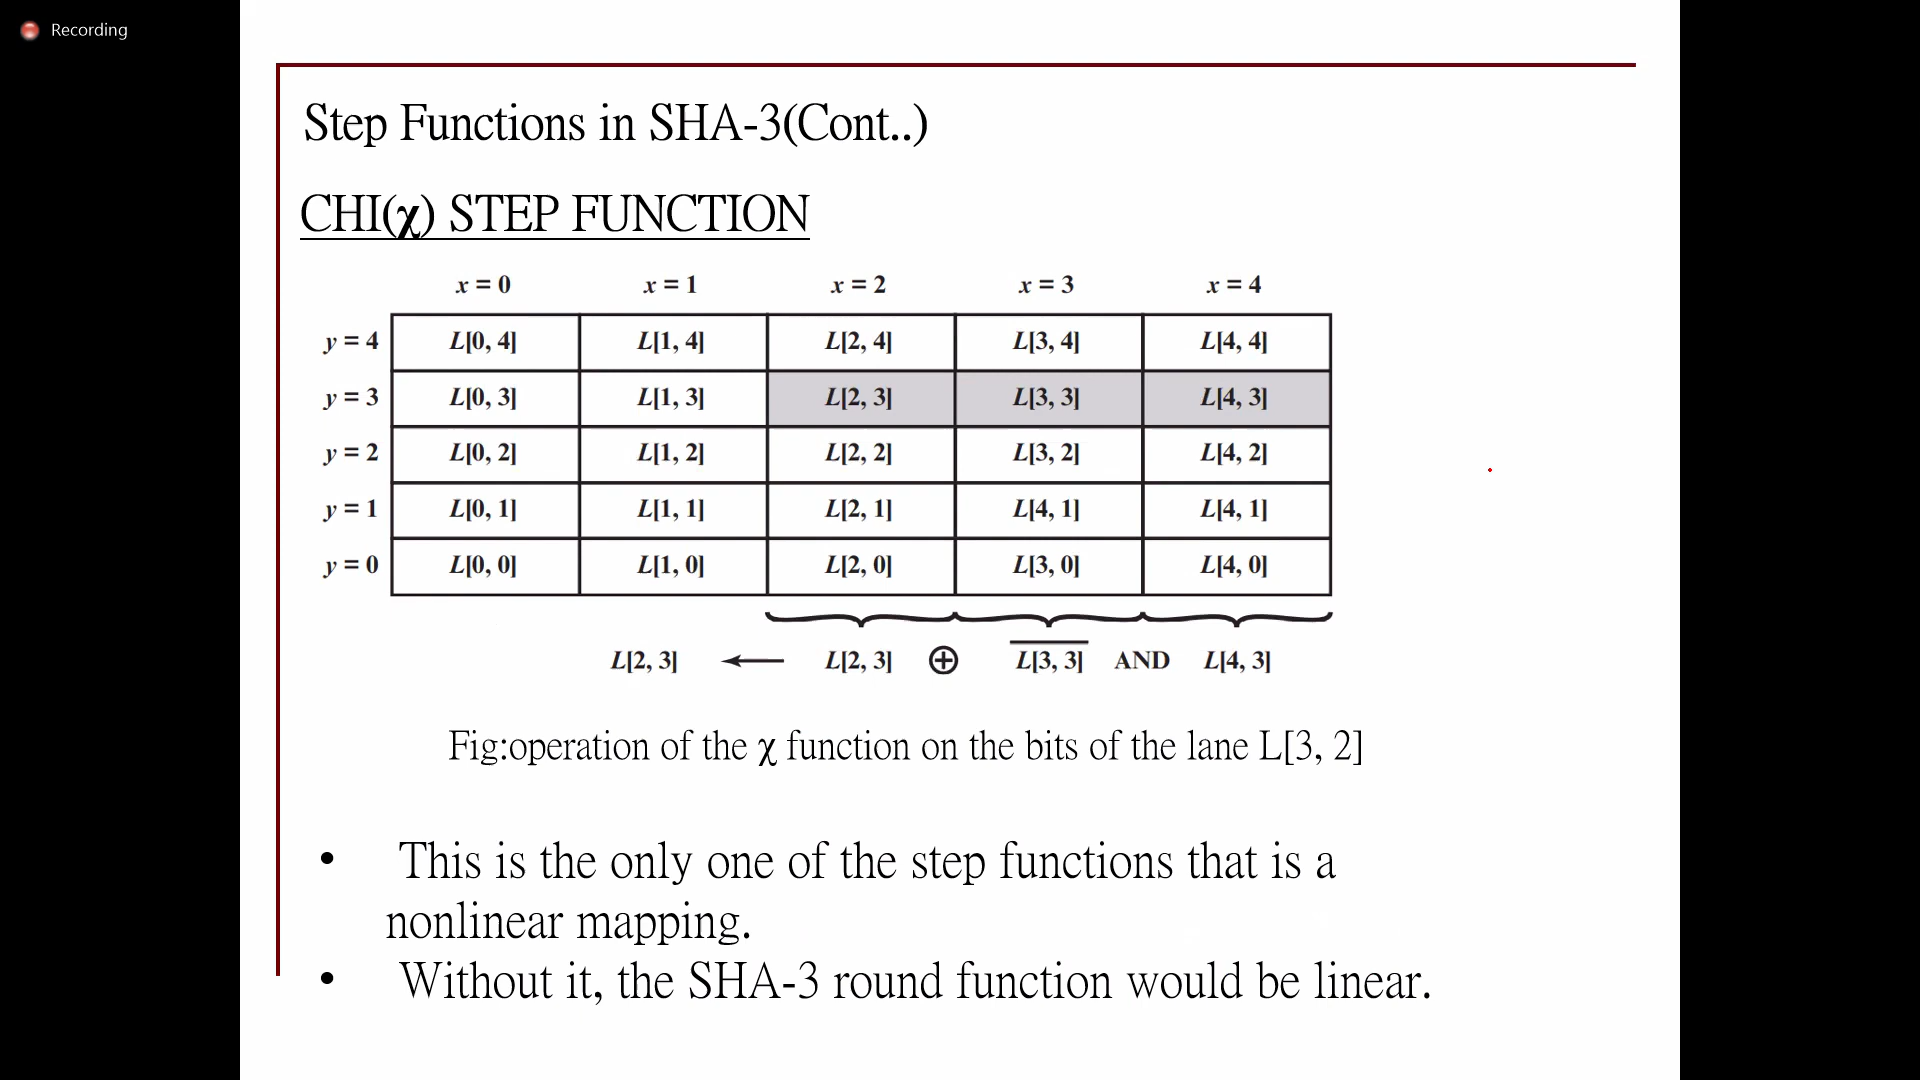 Recording
Step Functions in SHA-3(Cont..)
CHI(χ) STEP FUNCTION
x = 0 x = 1 x = 2 x = 3 x = 4
y = 4 L[0, 4] L[1, 4] L[2, 4] L[3, 4] L[4, 4]
y = 3 L[0, 3] L[1, 3] L[2, 3] L[3, 3] L[4, 3]
y = 2 L[0, 2] L[1, 2] L[2, 2] L[3, 2] L[4, 2]
y = 1 L[0, 1] L[1, 1] L[2, 1] L[4, 1] L[4, 1]
y = 0 L[0, 0] L[1, 0] L[2, 0] L[3, 0] L[4, 0]
L[2, 3] ← L[2, 3] ⊕ L̅[̅3̅,̅ ̅3̅]̅ AND L[4, 3]
Fig:operation of the χ function on the bits of the lane L[3, 2]
• This is the only one of the step functions that is a
nonlinear mapping.
• Without it, the SHA-3 round function would be linear.